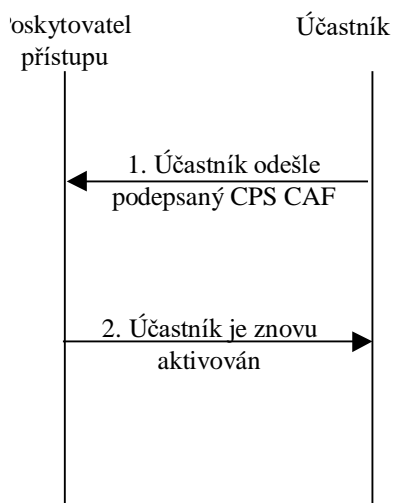 oskytovatel
přístupu
Účastník
1. Účastník odešle
podepsaný CPS CAF
2. Účastník je znovu
aktivován